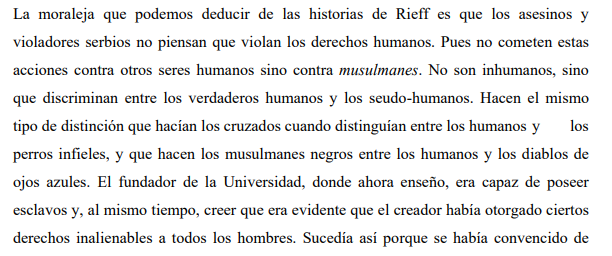 La moraleja que podemos deducir de las historias de Rieff es que los asesinos y
violadores serbios no piensan que violan los derechos humanos. Pues no cometen estas
acciones contra otros seres humanos sino contra musulmanes. No son inhumanos, sino
que discriminan entre los verdaderos humanos y los seudo-humanos. Hacen el mismo
tipo de distinción que hacían los cruzados cuando distinguían entre los humanos y los
perros infieles, y que hacen los musulmanes negros entre los humanos y los diablos de
ojos azules. El fundador de la Universidad, donde ahora enseño, era capaz de poseer
esclavos y, al mismo tiempo, creer que era evidente que el creador había otorgado ciertos
derechos inalienables a todos los hombres. Sucedía así porque se había convencido de